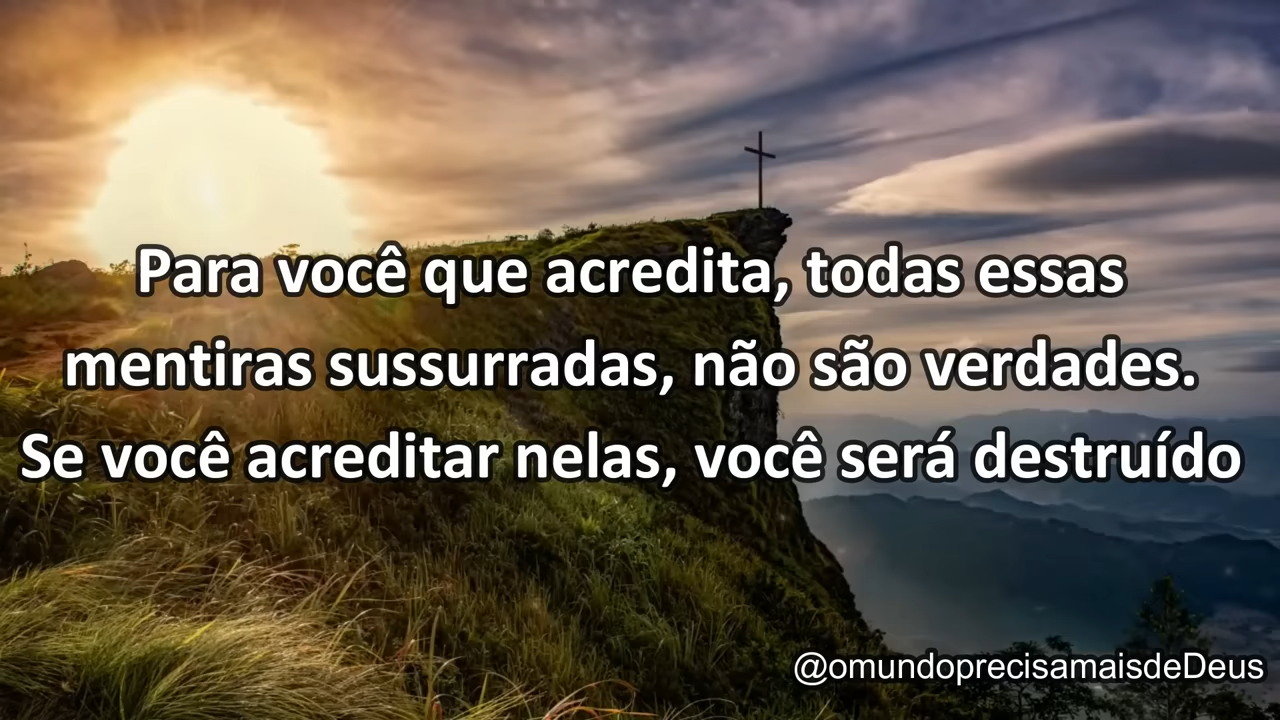 Para você que acredita, todas essas
mentiras sussurradas, não são verdades.
Se você acreditar nelas, você será destruído
@omundoprecisamaisdeDeus